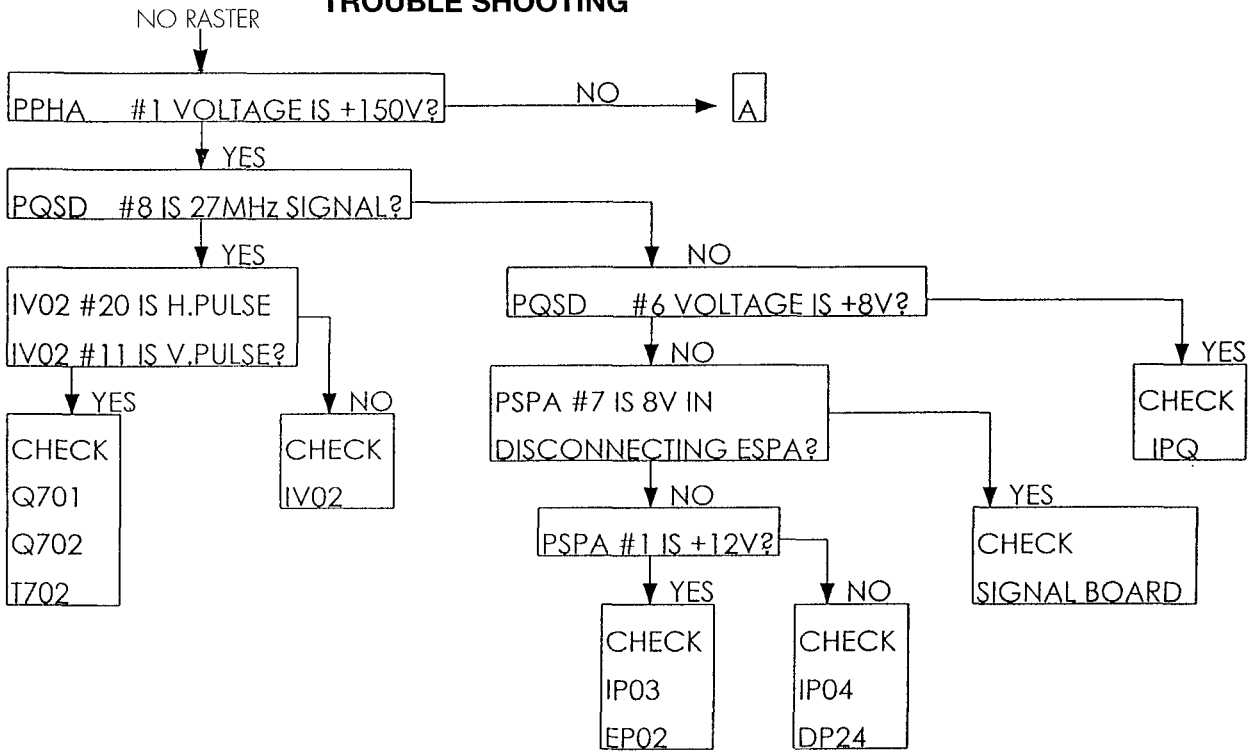 TROUBLE SHOOTING
NO RASTER
PPHA #1 VOLTAGE IS +150V?
NO
A
YES
PQSD #8 IS 27MHz SIGNAL?
YES
NO
IV02 #20 IS H.PULSE
IV02 #11 IS V.PULSE?
PQSD #6 VOLTAGE IS +8V?
YES
NO
CHECK
Q701
Q702
T702
CHECK
IV02
NO
YES
PSPA #7 IS 8V IN
DISCONNECTING ESPA?
CHECK
IPQ
NO
YES
PSPA #1 IS +12V?
CHECK
SIGNAL BOARD
YES
NO
CHECK
IP03
EP02
CHECK
IP04
DP24